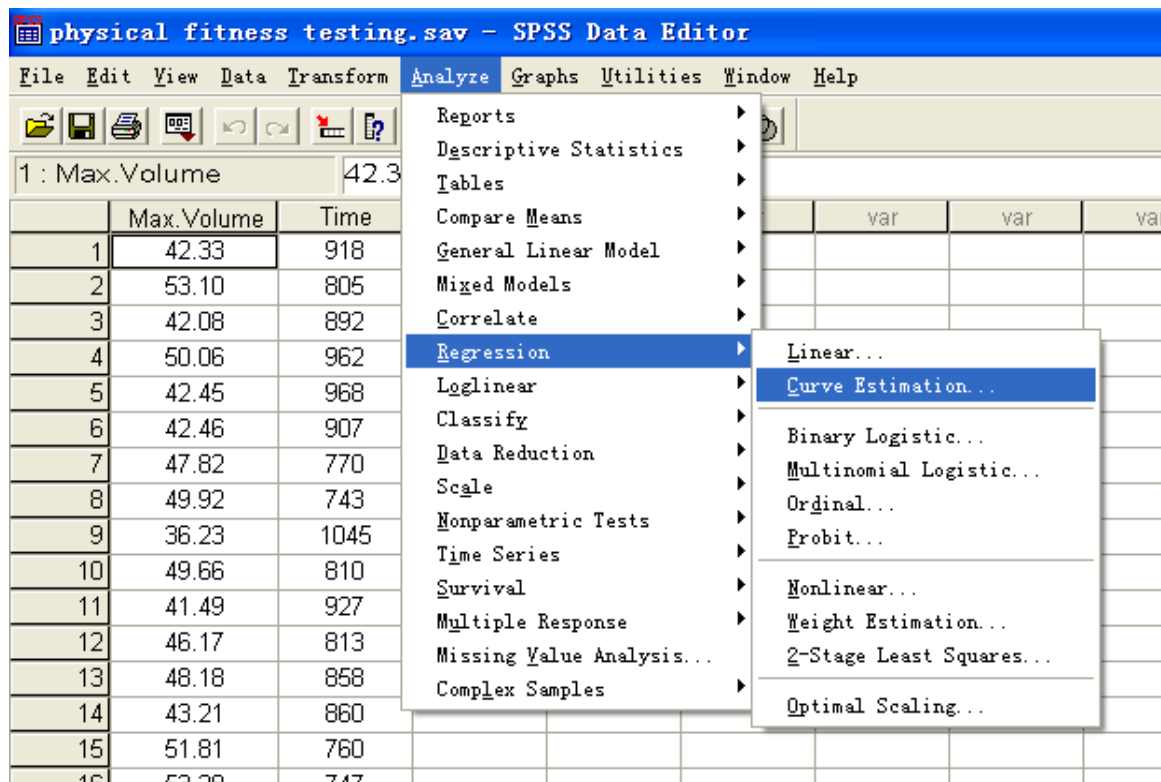 physical fitness testing.sav - SPSS Data Editor
File Edit View Data Transform Analyze Graphs Utilities Window Help
1 : Max.Volume 42.3
Max.Volume Time var var
1 42.33 918
2 53.10 805
3 42.08 892
4 50.06 962
5 42.45 968
6 42.46 907
7 47.82 770
8 49.92 743
9 36.23 1045
10 49.66 810
11 41.49 927
12 46.17 813
13 48.18 858
14 43.21 860
15 51.81 760
Reports
Descriptive Statistics
Tables
Compare Means
General Linear Model
Mixed Models
Correlate
Regression
Loglinear
Classify
Data Reduction
Scale
Nonparametric Tests
Time Series
Survival
Multiple Response
Missing Value Analysis...
Complex Samples
Linear...
Curve Estimation...
Binary Logistic...
Multinomial Logistic...
Ordinal...
Probit...
Nonlinear...
Weight Estimation...
2-Stage Least Squares...
Optimal Scaling...